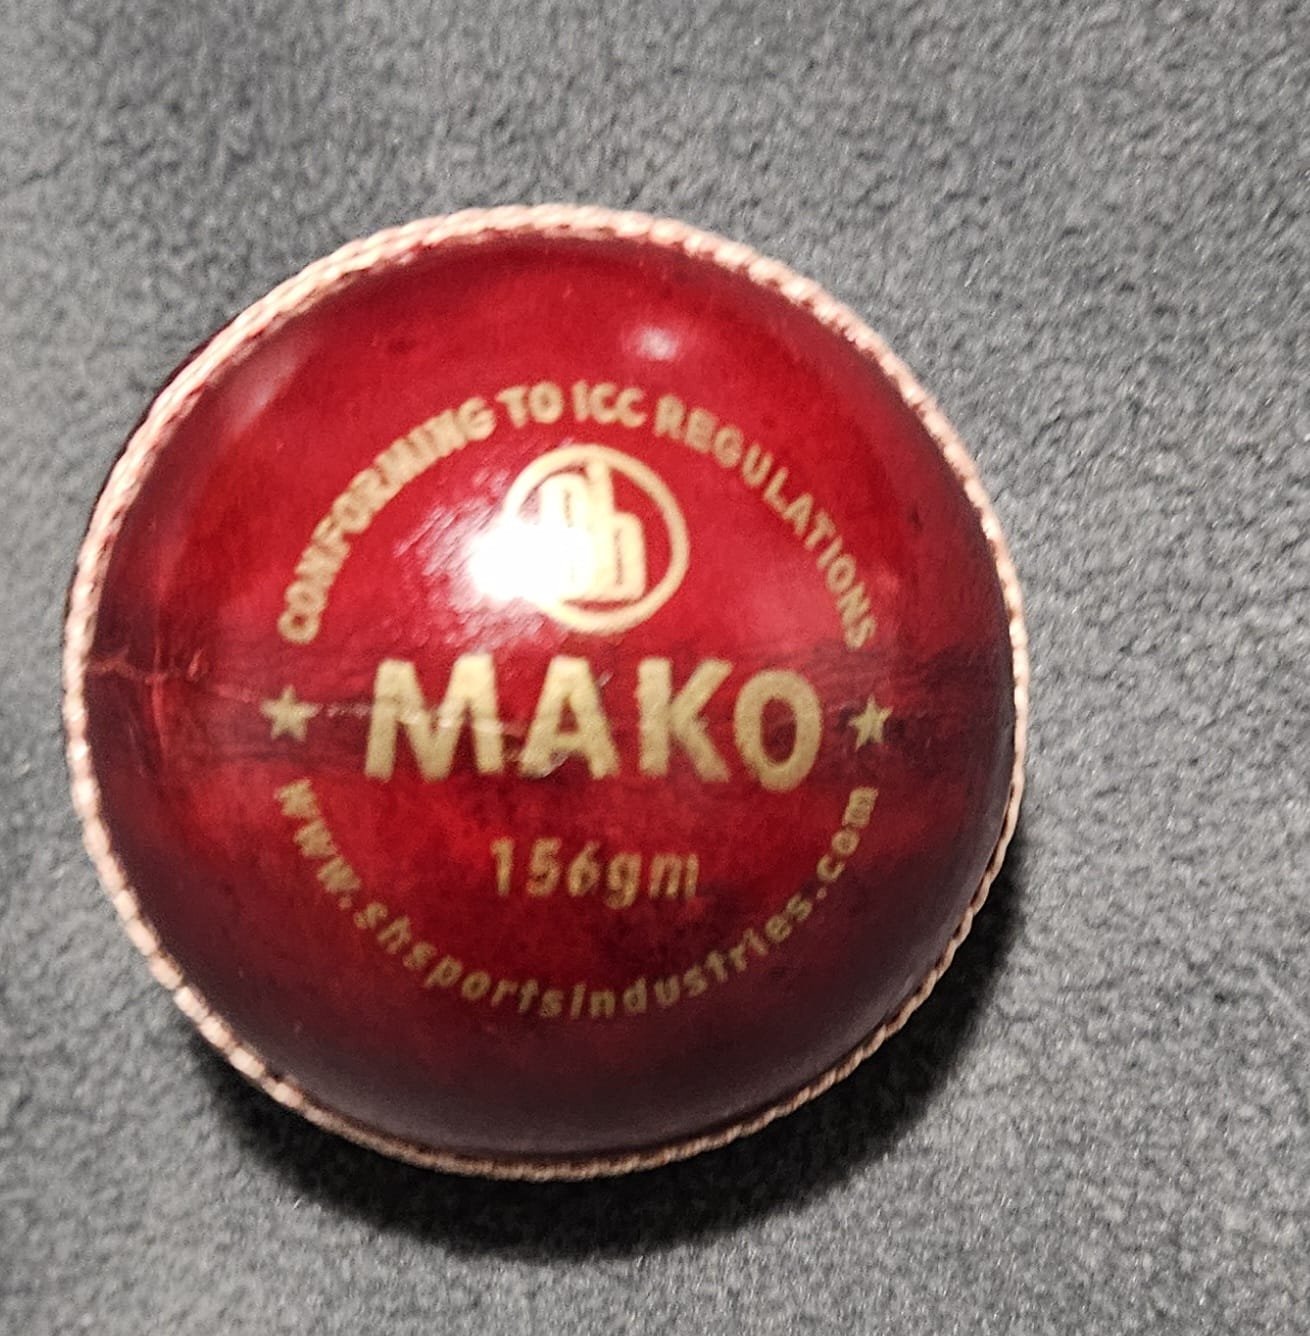 CONFORMING TO ICC REGULATIONS
MAKO
156gm
www.shsportsindustries.com